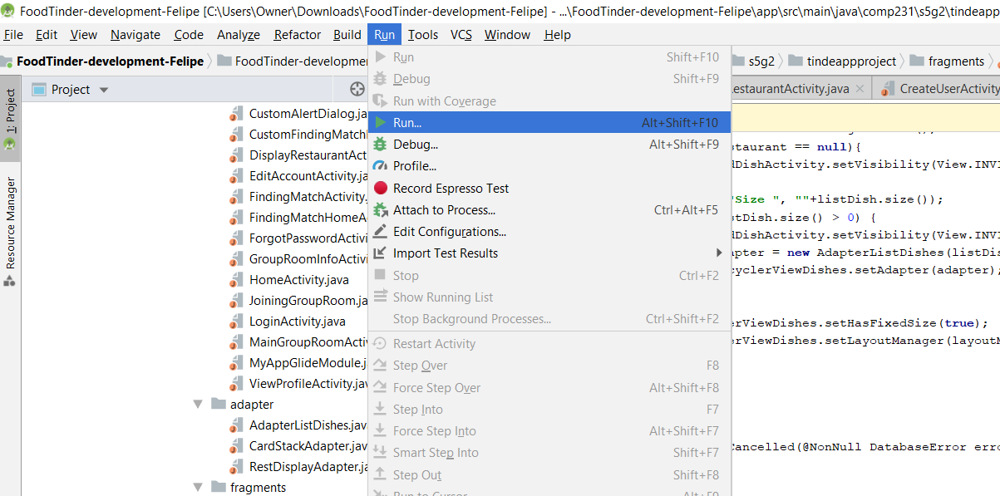 FoodTinder-development-Felipe [C:\Users\Owner\Downloads\FoodTinder-development-Felipe] - ...\FoodTinder-development-Felipe\app\src\main\java\comp231\s5g2\tindeapp
File Edit View Navigate Code Analyze Refactor Build Run Tools VCS Window Help
FoodTinder-development-Felipe FoodTinder-developme s5g2 tindeappproject fragments
Project
estaurantActivity.java CreateUserActivity
1: Project
Resource Manager
CustomAlertDialog.ja
CustomFindingMatch
DisplayRestaurantAct
EditAccountActivity.ja
FindingMatchActivity.
FindingMatchHomeA
ForgotPasswordActivi
GroupRoomInfoActivi
HomeActivity.java
JoiningGroupRoom.ja
LoginActivity.java
MainGroupRoomActiv
MyAppGlideModule.j
ViewProfileActivity.jav
adapter
AdapterListDishes.jav
CardStackAdapter.jav
RestDisplayAdapter.ja
fragments
Run Shift+F10
Debug Shift+F9
Run with Coverage
Run... Alt+Shift+F10
Debug... Alt+Shift+F9
Profile...
Record Espresso Test
Attach to Process... Ctrl+Alt+F5
Edit Configurations...
Import Test Results
Stop Ctrl+F2
Show Running List
Stop Background Processes... Ctrl+Shift+F2
Restart Activity
Step Over F8
Force Step Over Alt+Shift+F8
Step Into F7
Force Step Into Alt+Shift+F7
Smart Step Into Shift+F7
Step Out Shift+F8
Run to Cursor Alt+F9
staurant == null){
dDishActivity.setVisibility(View.INVI
"Size ", ""+listDish.size());
stDish.size() > 0) {
dDishActivity.setVisibility(View.INVI
apter = new AdapterListDishes(listDis
cyclerViewDishes.setAdapter(adapter);
erViewDishes.setHasFixedSize(true);
erViewDishes.setLayoutManager(layoutM
Cancelled(@NonNull DatabaseError erro